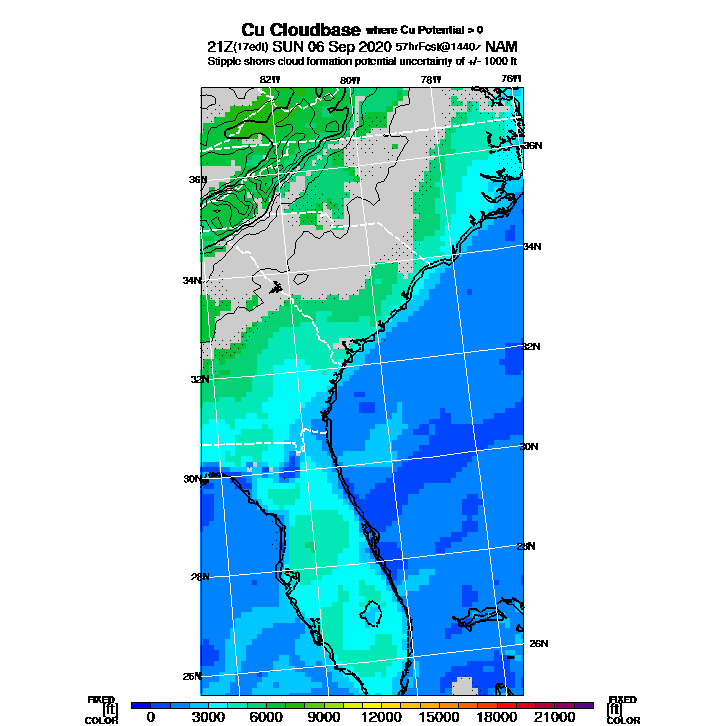 Cu Cloudbase where Cu Potential > 0
21Z(17edt) SUN 06 Sep 2020 57hrFcst@1440z NAM
Stipple shows cloud formation potential uncertainty of +/- 1000 ft
82W 80W 78W 76W
36N
36N
34N
34N
32N
32N
30N
30N
28N
28N
26N
26N
FIXED FIXED
[ft] [ft]
COLOR 0 3000 6000 9000 12000 15000 18000 21000 COLOR